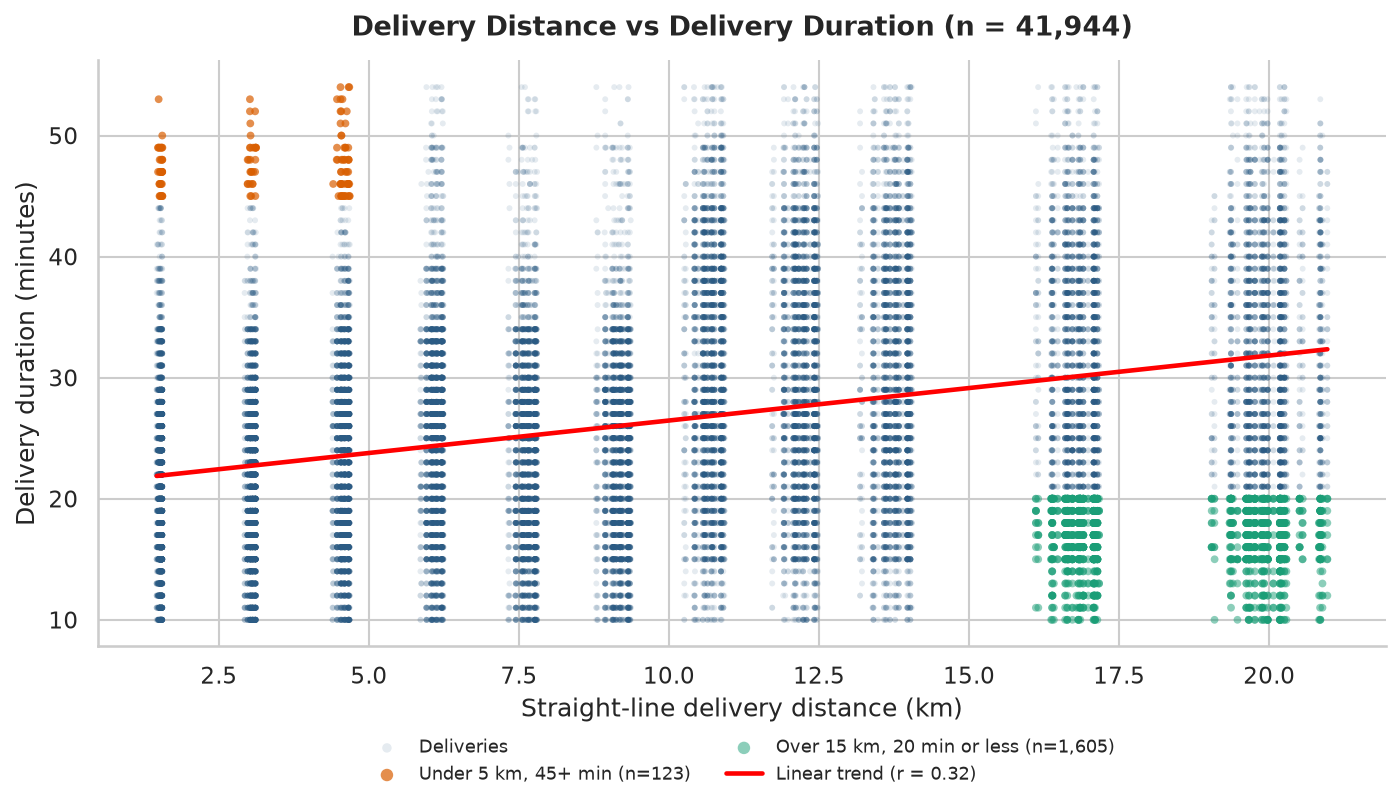 Delivery Distance vs Delivery Duration (n = 41,944)
Delivery duration (minutes)
50
40
30
20
10
2.5 5.0 7.5 10.0 12.5 15.0 17.5 20.0
Straight-line delivery distance (km)
Deliveries
Under 5 km, 45+ min (n=123)
Over 15 km, 20 min or less (n=1,605)
Linear trend (r = 0.32)